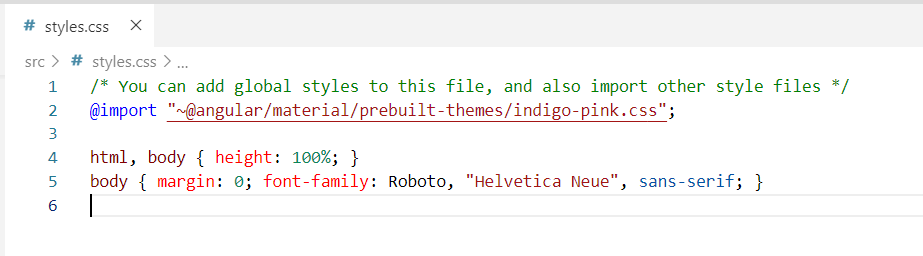 # styles.css ×
src > # styles.css > ...
1 /* You can add global styles to this file, and also import other style files */
2 @import "~@angular/material/prebuilt-themes/indigo-pink.css";
3
4 html, body { height: 100%; }
5 body { margin: 0; font-family: Roboto, "Helvetica Neue", sans-serif; }
6